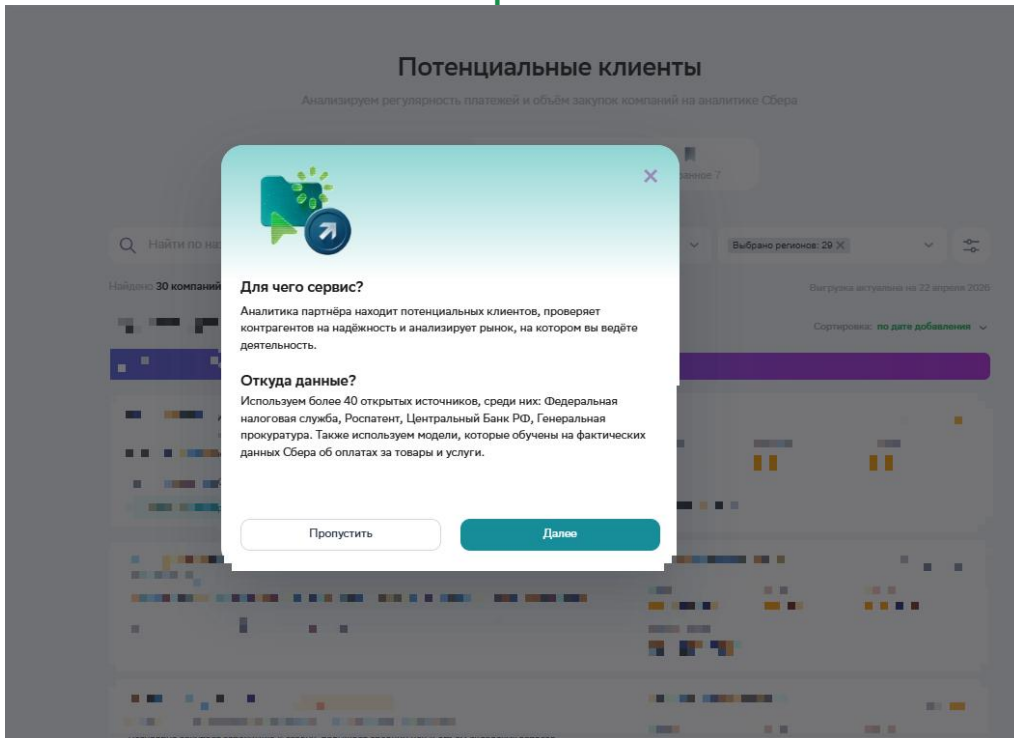 Потенциальные клиенты
Анализируем регулярность платежей и объём закупок компаний на аналитике Сбера
7
Найти по
Выбрано регионов: 29
Найдено 30 компаний
Выгрузка актуальна на 22 апреля 2026
Сортировка: по дате добавления
Для чего сервис?
Аналитика партнёра находит потенциальных клиентов, проверяет
контрагентов на надёжность и анализирует рынок, на котором вы ведёте
деятельность.
Откуда данные?
Используем более 40 открытых источников, среди них: Федеральная
налоговая служба, Роспатент, Центральный Банк РФ, Генеральная
прокуратура. Также используем модели, которые обучены на фактических
данных Сбера об оплатах за товары и услуги.
Пропустить
Далее